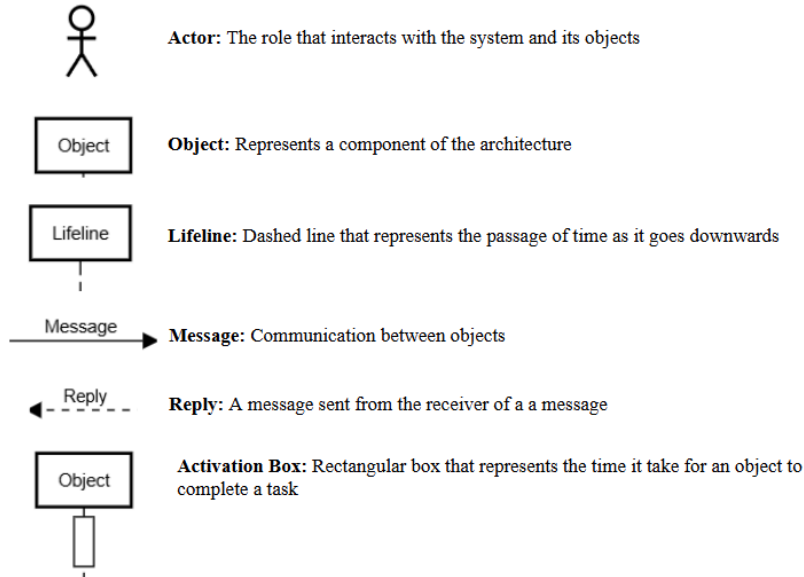 Actor: The role that interacts with the system and its objects
Object
Object: Represents a component of the architecture
Lifeline
Lifeline: Dashed line that represents the passage of time as it goes downwards
Message
Message: Communication between objects
Reply
Reply: A message sent from the receiver of a a message
Object
Activation Box: Rectangular box that represents the time it take for an object to
complete a task